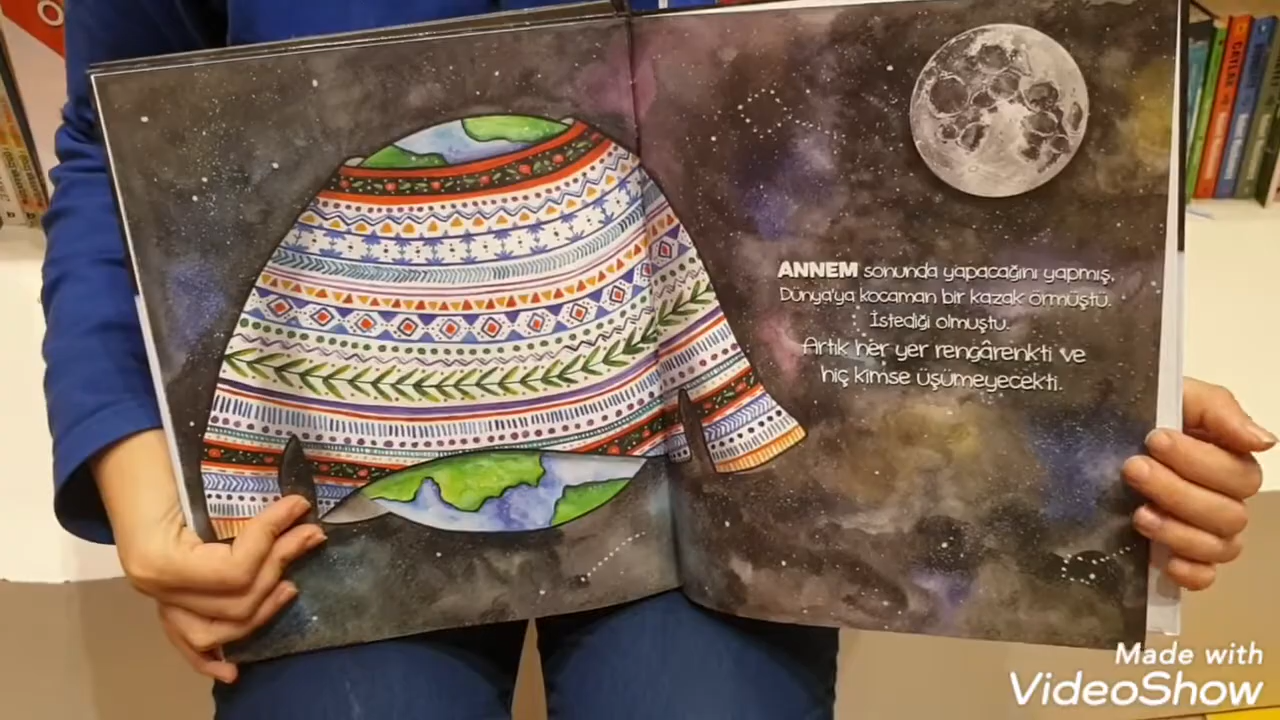 ANNEM sonunda yapacağını yapmış,
Dünya'ya kocaman bir kazak örmüştü.
İstediği olmuştu.
Artık her yer rengârenkti ve
hiç kimse üşümeyecekti.
Made with
VideoShow